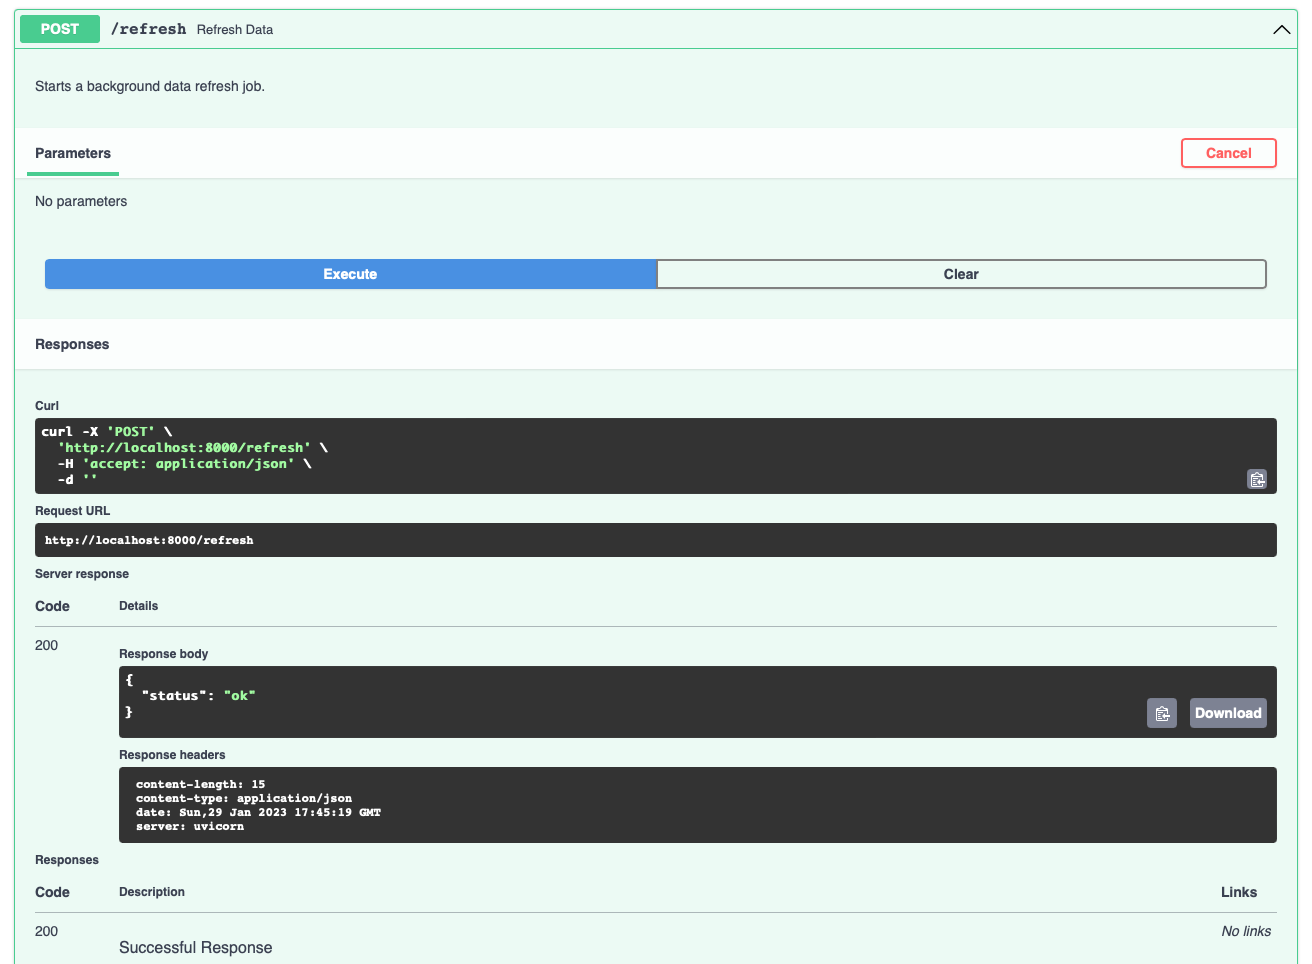 POST /refresh Refresh Data
Starts a background data refresh job.
Parameters Cancel
No parameters
Execute Clear
Responses
Curl
curl -X 'POST' \
'http://localhost:8000/refresh' \
-H 'accept: application/json' \
-d ''
Request URL
http://localhost:8000/refresh
Server response
Code Details
200
Response body
{
"status": "ok"
}
Download
Response headers
content-length: 15
content-type: application/json
date: Sun,29 Jan 2023 17:45:19 GMT
server: uvicorn
Responses
Code Description Links
200 No links
Successful Response